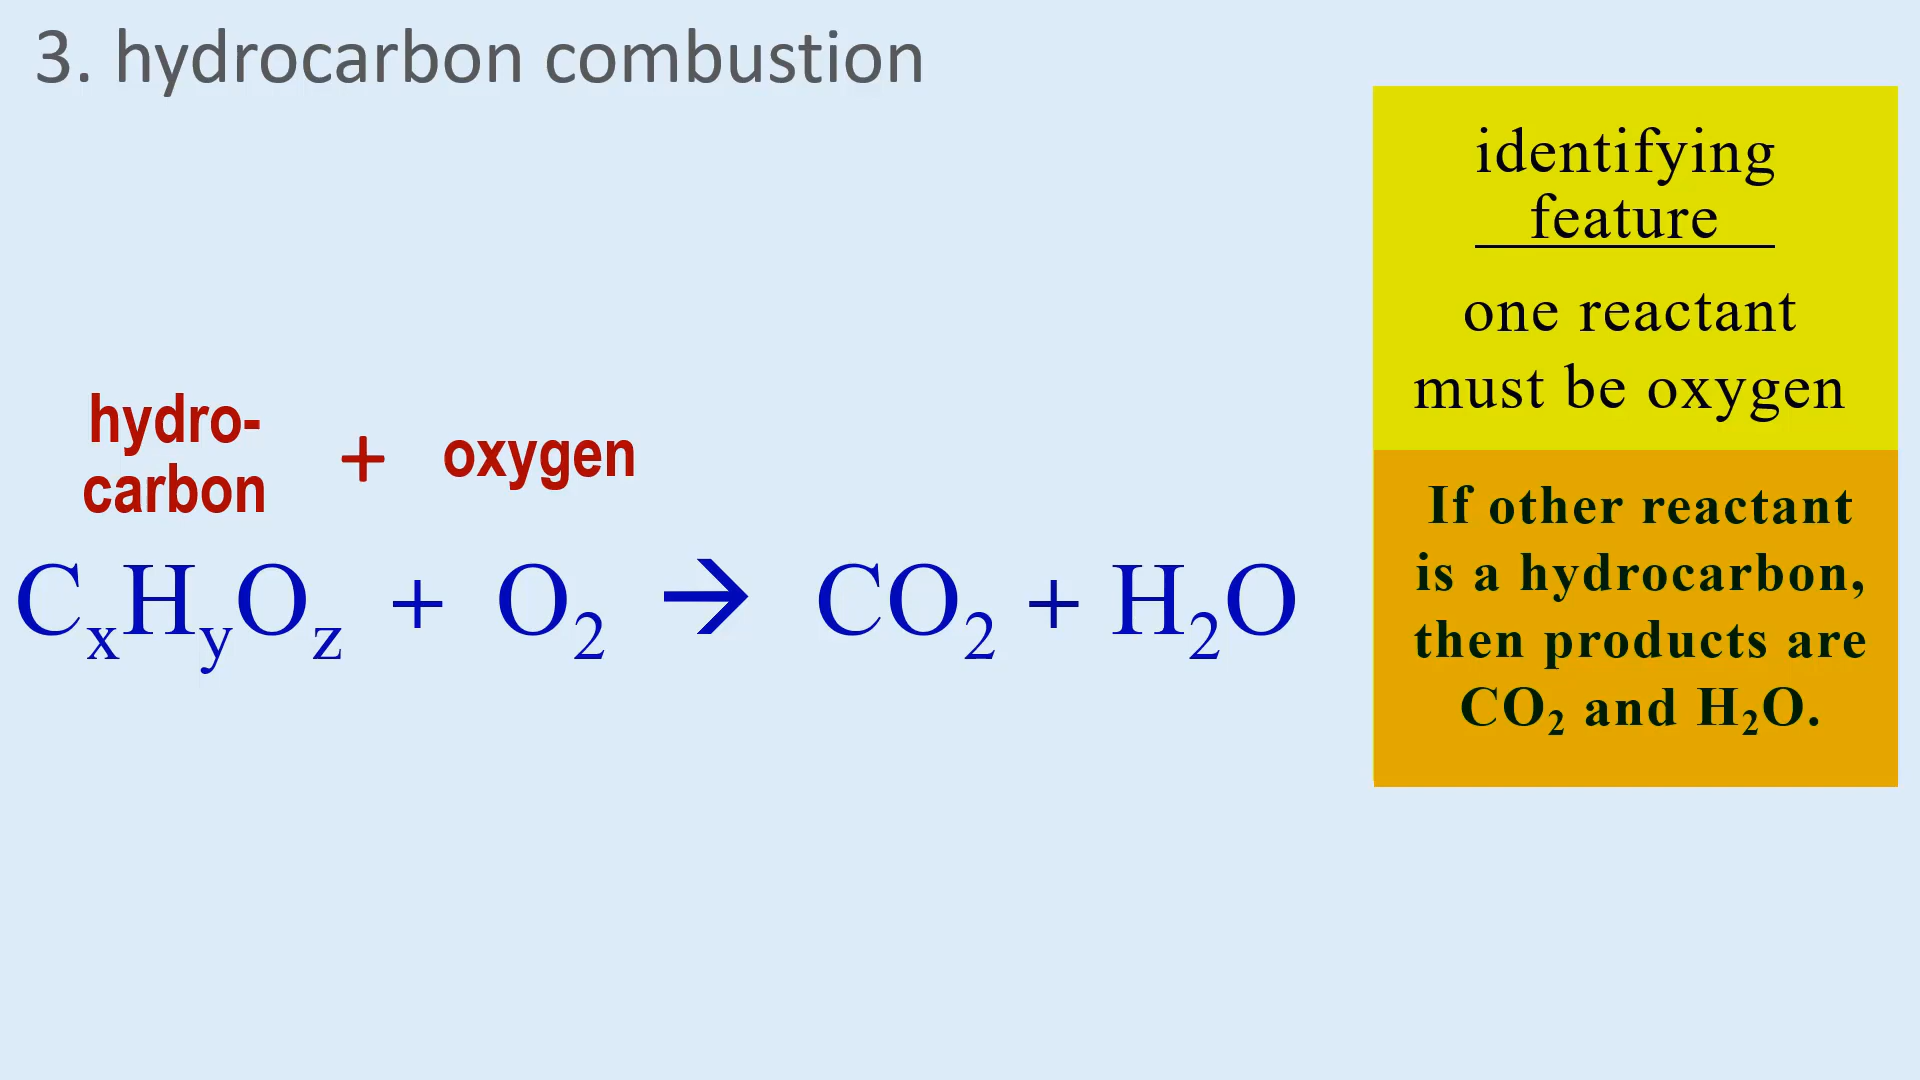 3. hydrocarbon combustion
hydro-
carbon
+ oxygen
CₓHᵧO_z + O₂ → CO₂ + H₂O
identifying
feature
one reactant
must be oxygen
If other reactant
is a hydrocarbon,
then products are
CO₂ and H₂O.